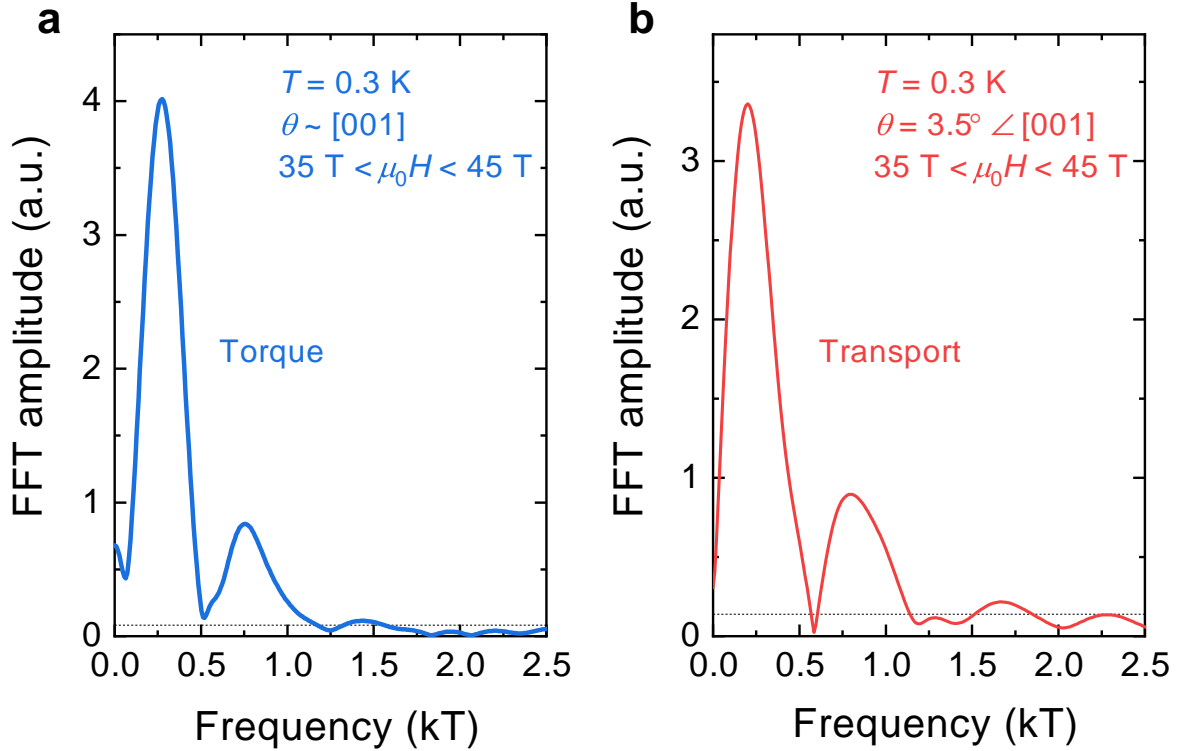 a
T = 0.3 K
θ ~ [001]
35 T < μ₀H < 45 T
Torque
FFT amplitude (a.u.)
4
3
2
1
0
0.0 0.5 1.0 1.5 2.0 2.5
Frequency (kT)
b
T = 0.3 K
θ = 3.5° ∠ [001]
35 T < μ₀H < 45 T
Transport
FFT amplitude (a.u.)
3
2
1
0
0.0 0.5 1.0 1.5 2.0 2.5
Frequency (kT)